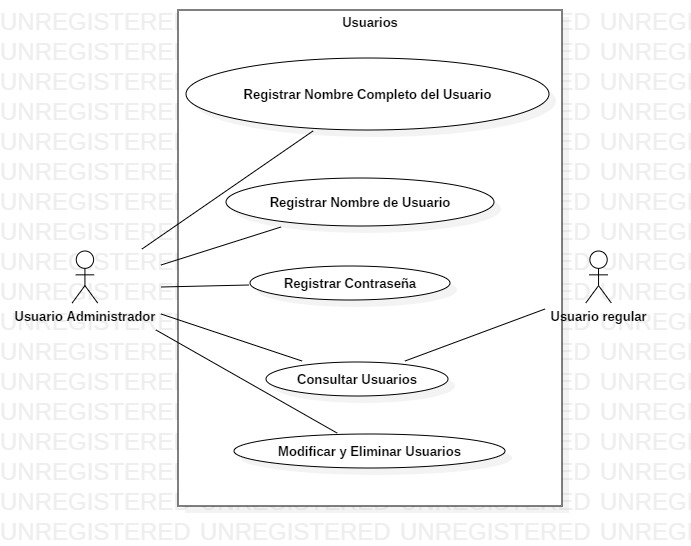 Usuarios
Registrar Nombre Completo del Usuario
Registrar Nombre de Usuario
Registrar Contraseña
Usuario Administrador
Usuario regular
Consultar Usuarios
Modificar y Eliminar Usuarios
UNREGISTERED UNREGISTERED UNREGISTERED UNREGI